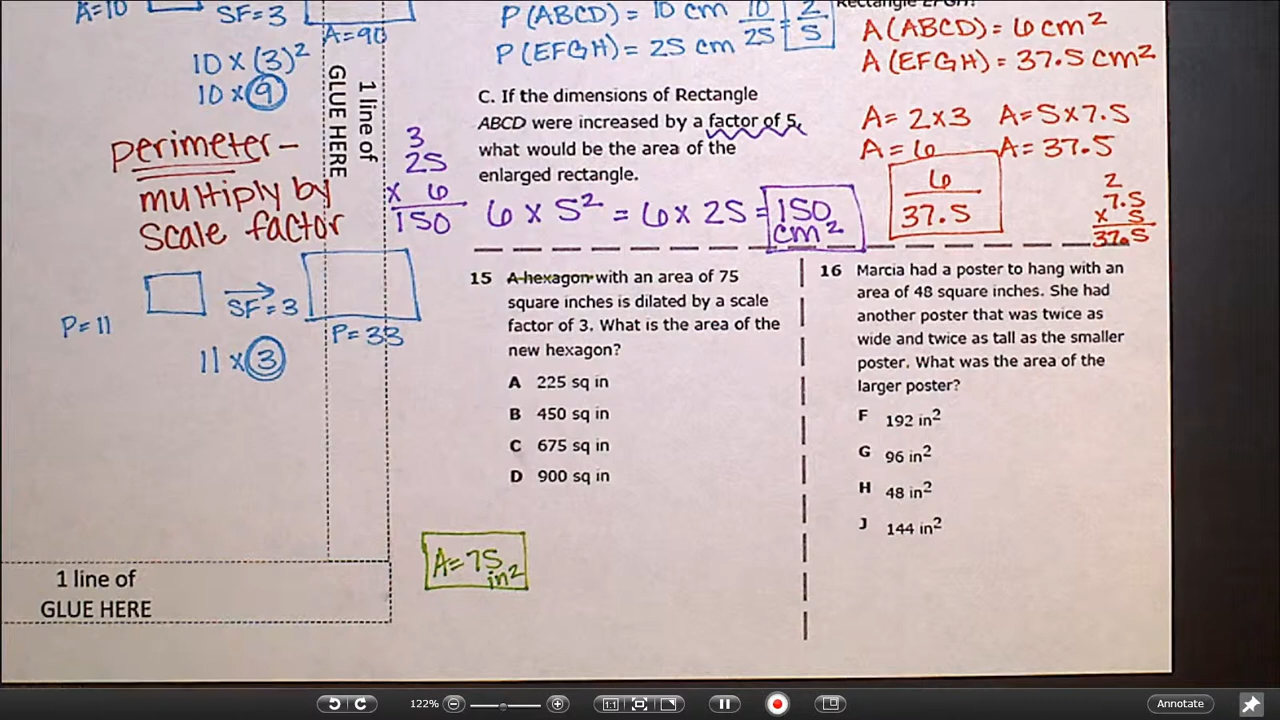 A=10
SF=3
A=90
10 x (3)²
10 x 9
perimeter-
multiply by
scale factor
SF=3
P=11
P=33
11 x 3
1 line of
GLUE HERE
1 line of
GLUE HERE
P(ABCD) = 10 cm
P(EFGH) = 25 cm
10/25 = 2/5
Rectangle EFGH?
A(ABCD) = 6 cm²
A(EFGH) = 37.5 cm²
C. If the dimensions of Rectangle
ABCD were increased by a factor of 5,
what would be the area of the
enlarged rectangle.
3
25
x 6
150
6 x 5² = 6 x 25 = 150
cm²
A = 2x3 A = 5x7.5
A = 6 A = 37.5
6
37.5
2
7.5
x 5
37.5
15 A hexagon with an area of 75
square inches is dilated by a scale
factor of 3. What is the area of the
new hexagon?
A 225 sq in
B 450 sq in
C 675 sq in
D 900 sq in
A=75
in²
16 Marcia had a poster to hang with an
area of 48 square inches. She had
another poster that was twice as
wide and twice as tall as the smaller
poster. What was the area of the
larger poster?
F 192 in²
G 96 in²
H 48 in²
J 144 in²
122%
1:1
Annotate